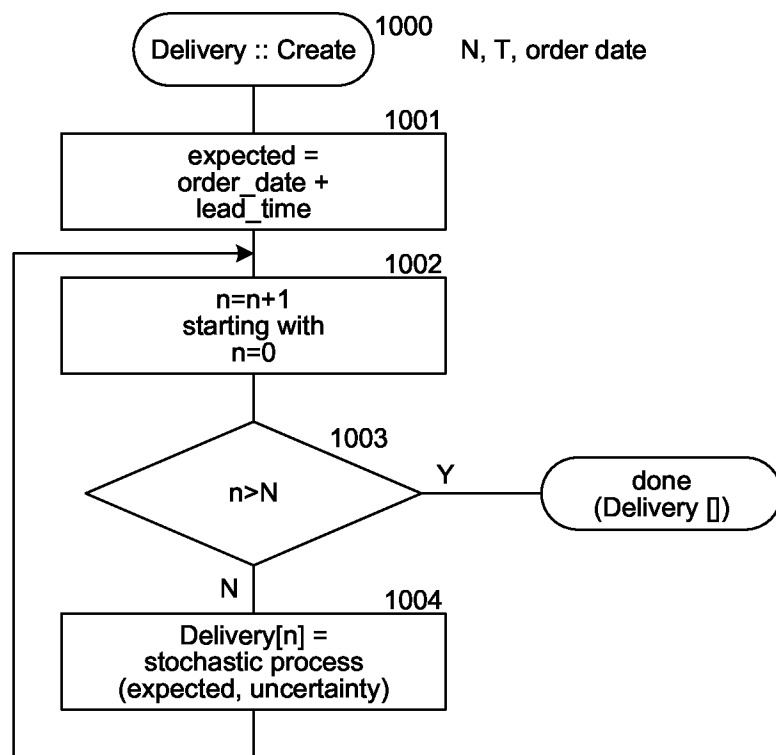 Delivery :: Create
1000
N, T, order date
1001
expected =
order_date +
lead_time
1002
n=n+1
starting with
n=0
1003
n>N
Y
done
(Delivery [])
N
1004
Delivery[n] =
stochastic process
(expected, uncertainty)